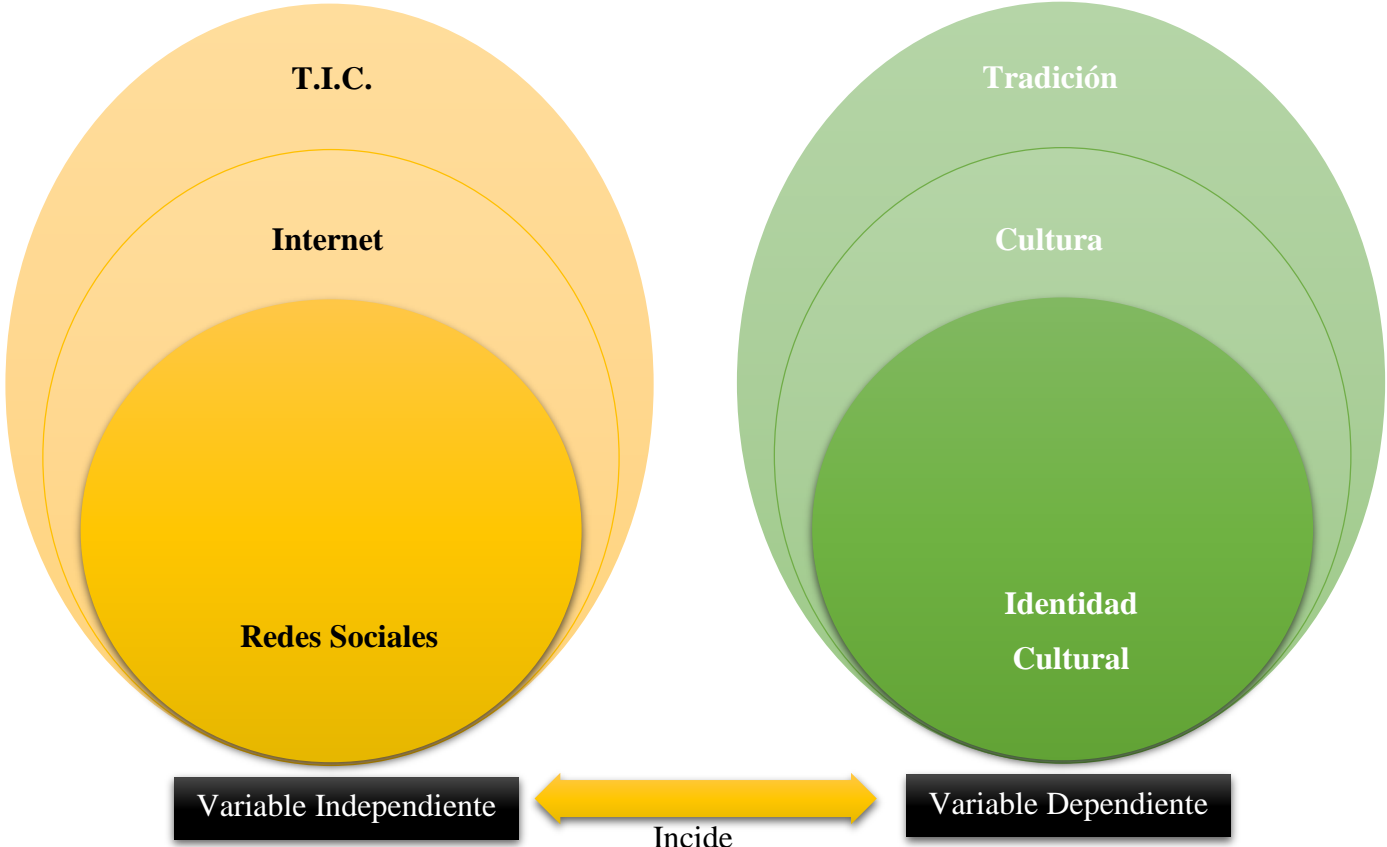 T.I.C.
Internet
Redes Sociales
Tradición
Cultura
Identidad
Cultural
Variable Independiente
Incide
Variable Dependiente